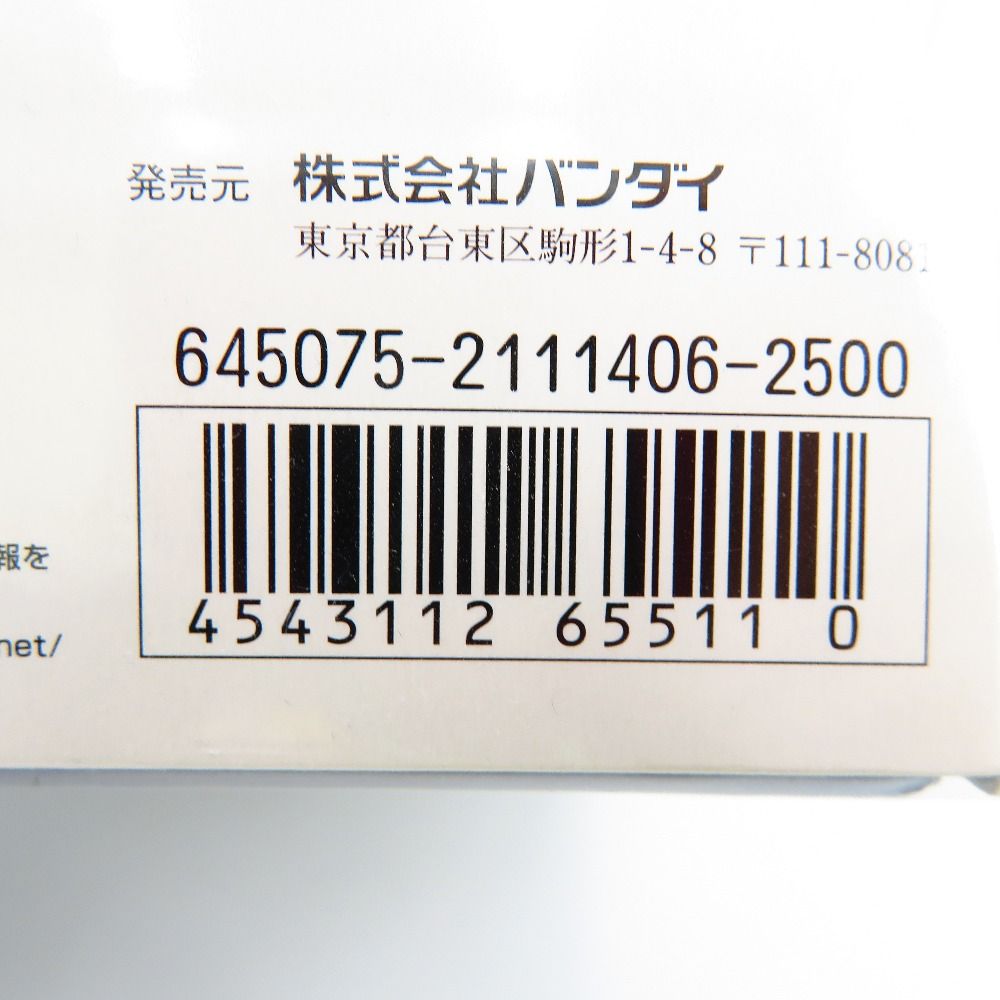 発売元 株式会社バンダイ
東京都台東区駒形1-4-8 〒111-8081
645075-2111406-2500
4543112 65511 0
報を
net/